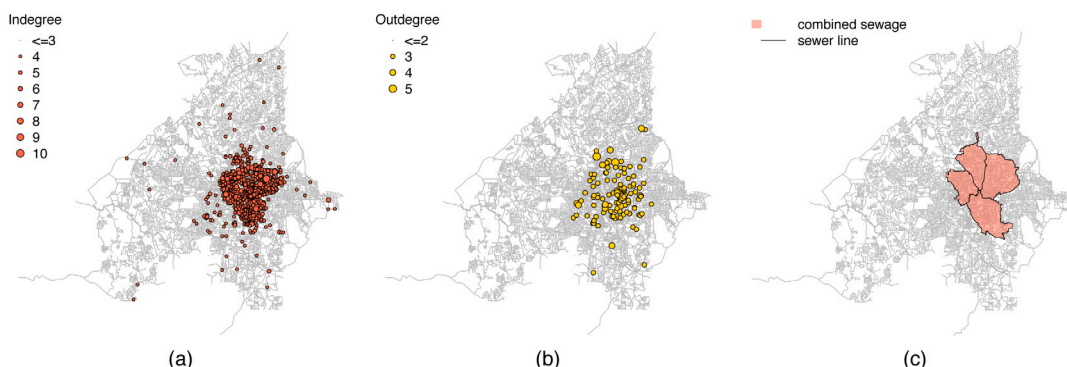 Indegree
<=3
4
5
6
7
8
9
10
(a)
Outdegree
<=2
3
4
5
(b)
combined sewage
sewer line
(c)